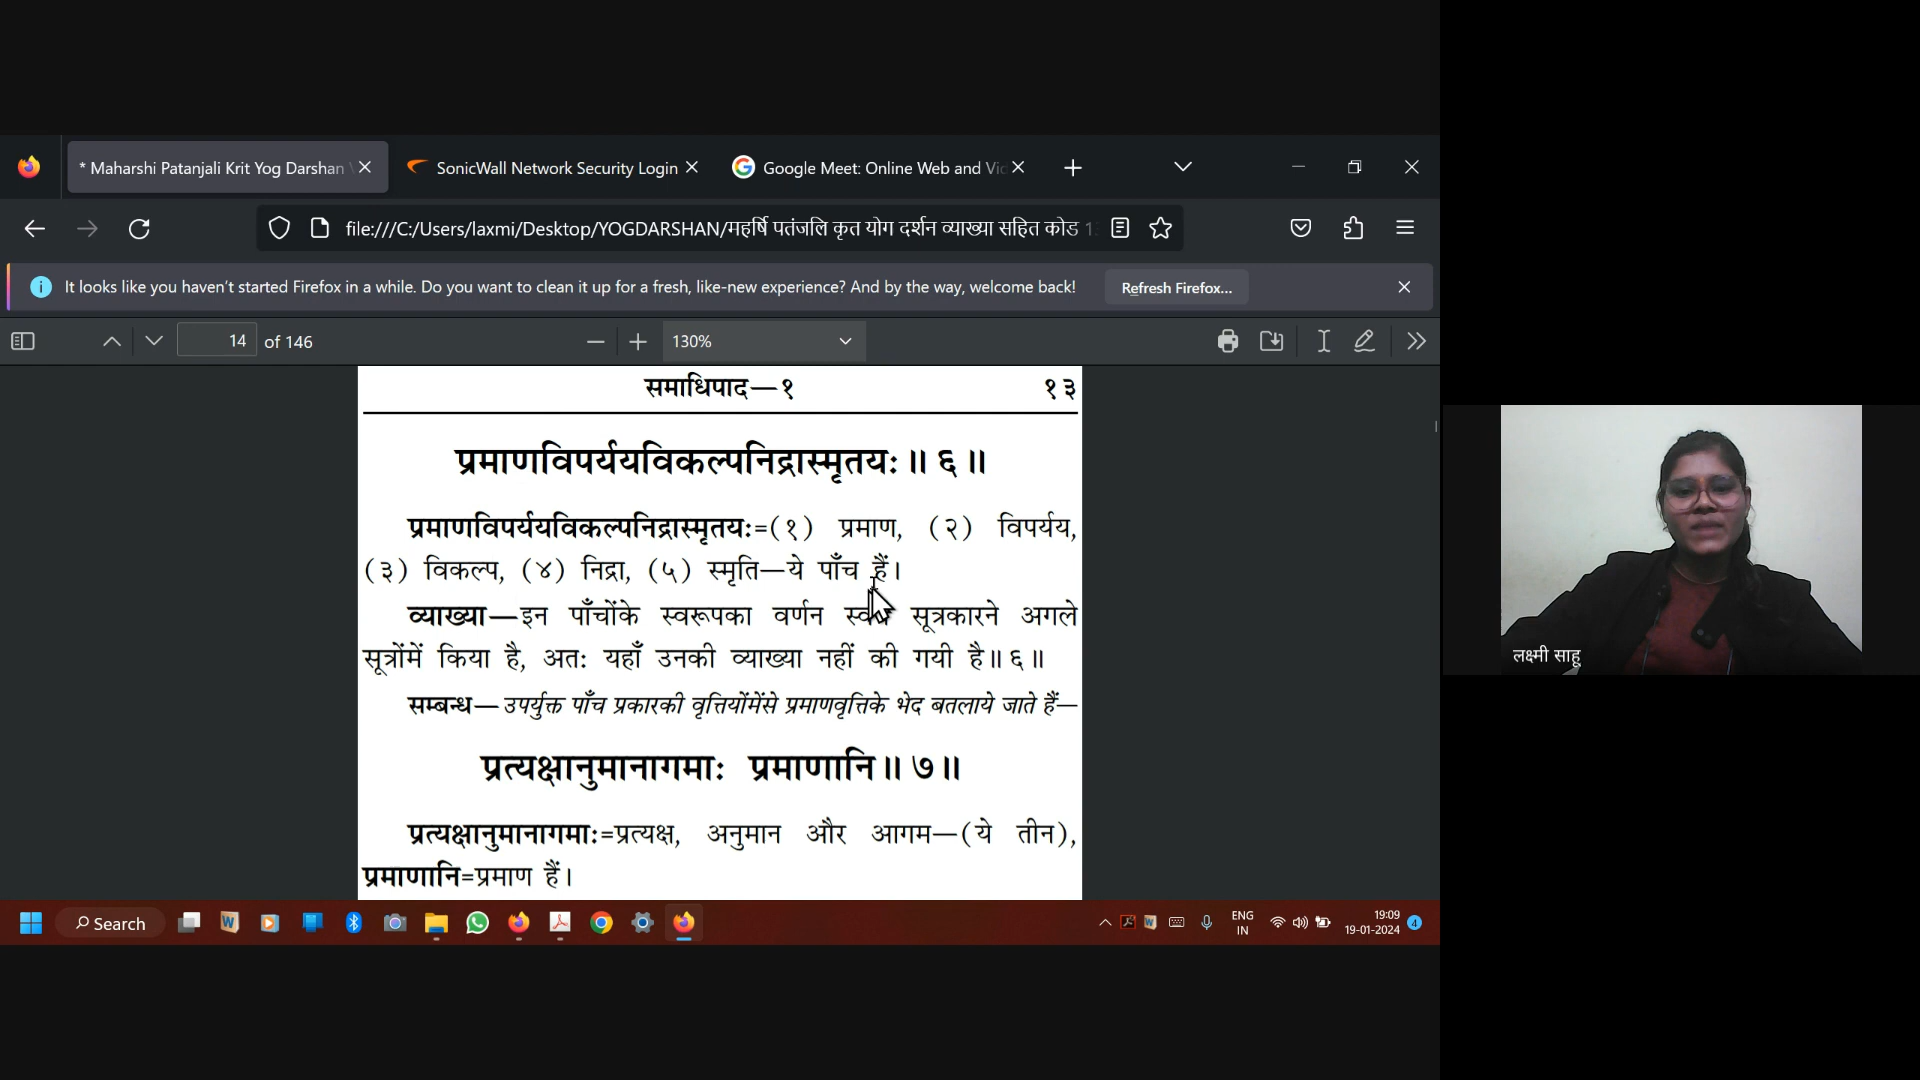 * Maharshi Patanjali Krit Yog Darshan
SonicWall Network Security Login
Google Meet: Online Web and Vic
file:///C:/Users/laxmi/Desktop/YOGDARSHAN/महर्षि पतंजलि कृत योग दर्शन व्याख्या सहित कोड 1
It looks like you haven't started Firefox in a while. Do you want to clean it up for a fresh, like-new experience? And by the way, welcome back!
Refresh Firefox...
14 of 146
130%
समाधिपाद—१ १३
प्रमाणविपर्ययविकल्पनिद्रास्मृतयः॥ ६॥
प्रमाणविपर्ययविकल्पनिद्रास्मृतयः=(१) प्रमाण, (२) विपर्यय,
(३) विकल्प, (४) निद्रा, (५) स्मृति—ये पाँच हैं।
व्याख्या—इन पाँचोंके स्वरूपका वर्णन सूत्रकारने अगले
सूत्रोंमें किया है, अतः यहाँ उनकी व्याख्या नहीं की गयी है॥ ६॥
सम्बन्ध—उपर्युक्त पाँच प्रकारकी वृत्तियोंमेंसे प्रमाणवृत्तिके भेद बतलाये जाते हैं—
प्रत्यक्षानुमानागमाः प्रमाणानि॥ ७॥
प्रत्यक्षानुमानागमाः=प्रत्यक्ष, अनुमान और आगम—(ये तीन),
प्रमाणानि=प्रमाण हैं।
लक्ष्मी साहू
Search
ENG
IN
19:09
19-01-2024
4